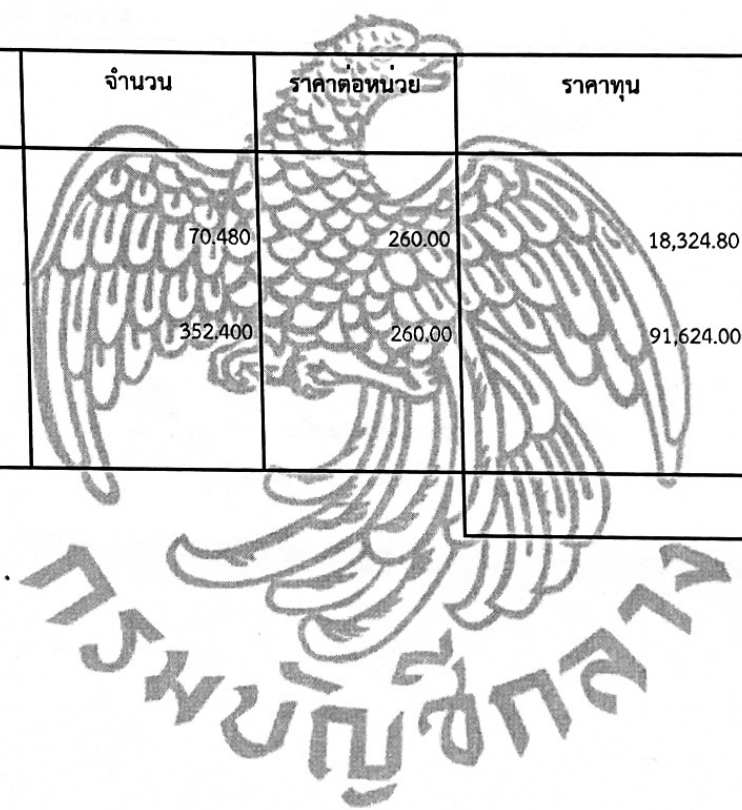 จำนวน ราคาต่อหน่วย ราคาทุน
70.480 260.00 18,324.80
352.400 260.00 91,624.00
กรมบัญชีกลาง